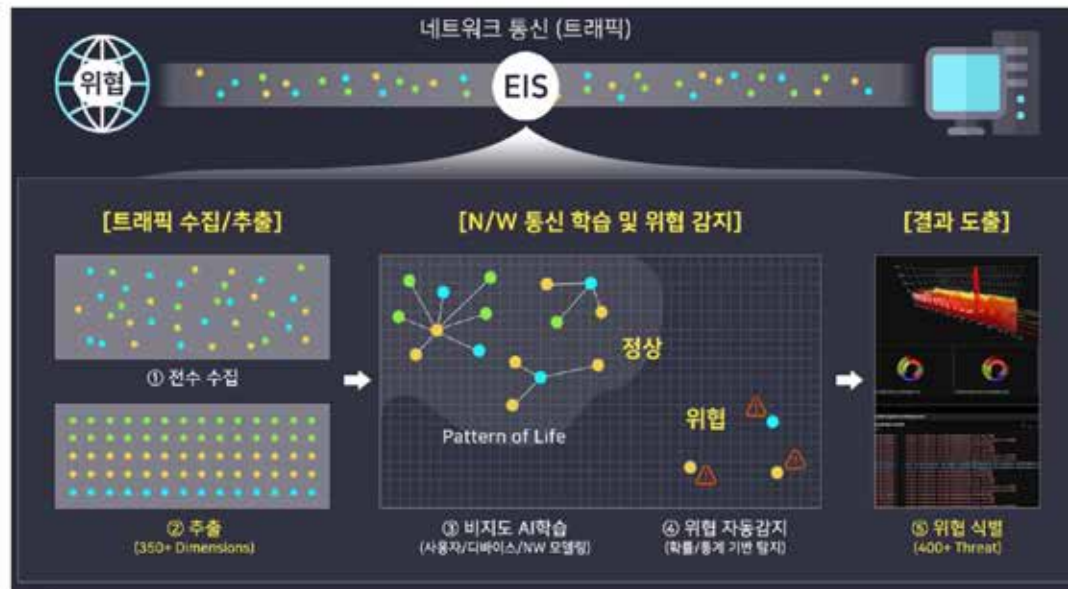 네트워크 통신 (트래픽)
위협
EIS
[트래픽 수집/추출]
[N/W 통신 학습 및 위협 감지]
[결과 도출]
① 전수 수집
정상
위협
Pattern of Life
② 추출
(350+ Dimensions)
③ 비지도 AI학습
(사용자/디바이스/NW 모델링)
④ 위협 자동감지
(확률/통계 기반 탐지)
⑤ 위협 식별
(400+ Threat)